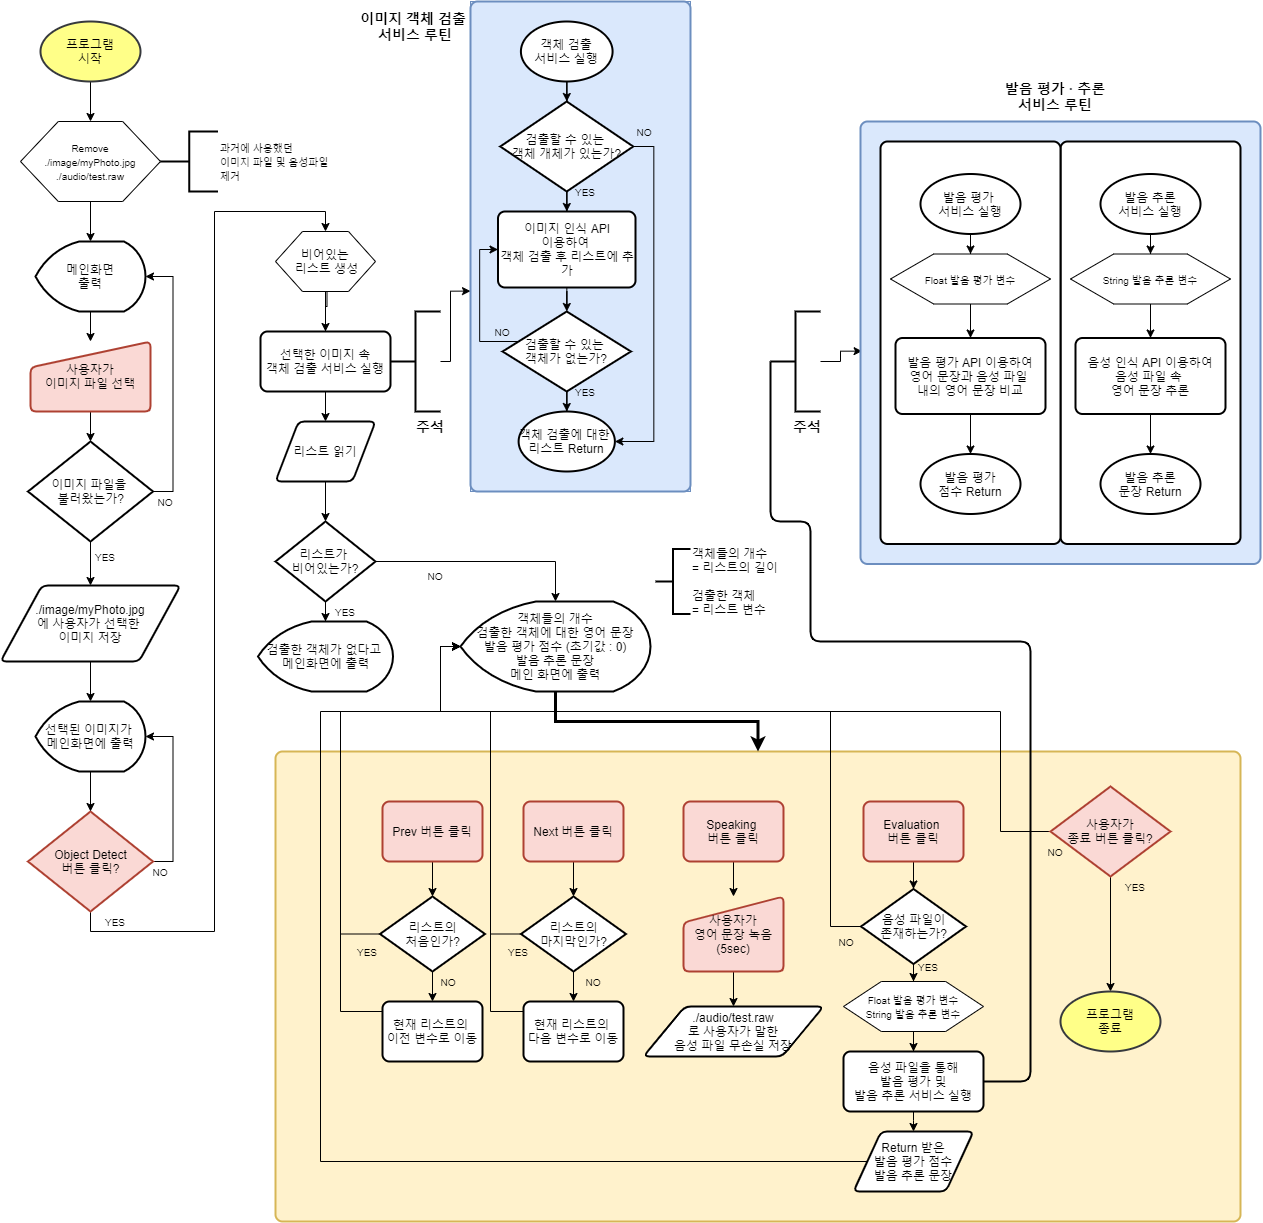 프로그램
시작
Remove
./image/myPhoto.jpg
./audio/test.raw
과거에 사용했던
이미지 파일 및 음성파일
제거
메인화면
출력
사용자가
이미지 파일 선택
이미지 파일을
불러왔는가?
NO
YES
./image/myPhoto.jpg
에 사용자가 선택한
이미지 저장
선택된 이미지가
메인화면에 출력
Object Detect
버튼 클릭?
NO
YES
비어있는
리스트 생성
선택한 이미지 속
객체 검출 서비스 실행
주석
리스트 읽기
리스트가
비어있는가?
NO
YES
검출한 객체가 없다고
메인화면에 출력
이미지 객체 검출
서비스 루틴
객체 검출
서비스 실행
검출할 수 있는
객체 개체가 있는가?
NO
YES
이미지 인식 API
이용하여
객체 검출 후 리스트에 추
가
검출할 수 있는
객체가 없는가?
NO
YES
객체 검출에 대한
리스트 Return
객체들의 개수
= 리스트의 길이
검출한 객체
= 리스트 변수
객체들의 개수
검출한 객체에 대한 영어 문장
발음 평가 점수 (초기값 : 0)
발음 추론 문장
메인 화면에 출력
발음 평가 · 추론
서비스 루틴
주석
발음 평가
서비스 실행
Float 발음 평가 변수
발음 평가 API 이용하여
영어 문장과 음성 파일
내의 영어 문장 비교
발음 평가
점수 Return
발음 추론
서비스 실행
String 발음 추론 변수
음성 인식 API 이용하여
음성 파일 속
영어 문장 추론
발음 추론
문장 Return
Prev 버튼 클릭
리스트의
처음인가?
YES
NO
현재 리스트의
이전 변수로 이동
Next 버튼 클릭
리스트의
마지막인가?
YES
NO
현재 리스트의
다음 변수로 이동
Speaking
버튼 클릭
사용자가
영어 문장 녹음
(5sec)
./audio/test.raw
로 사용자가 말한
음성 파일 무손실 저장
Evaluation
버튼 클릭
음성 파일이
존재하는가?
NO
YES
Float 발음 평가 변수
String 발음 추론 변수
음성 파일을 통해
발음 평가 및
발음 추론 서비스 실행
Return 받은
발음 평가 점수
발음 추론 문장
사용자가
종료 버튼 클릭?
NO
YES
프로그램
종료